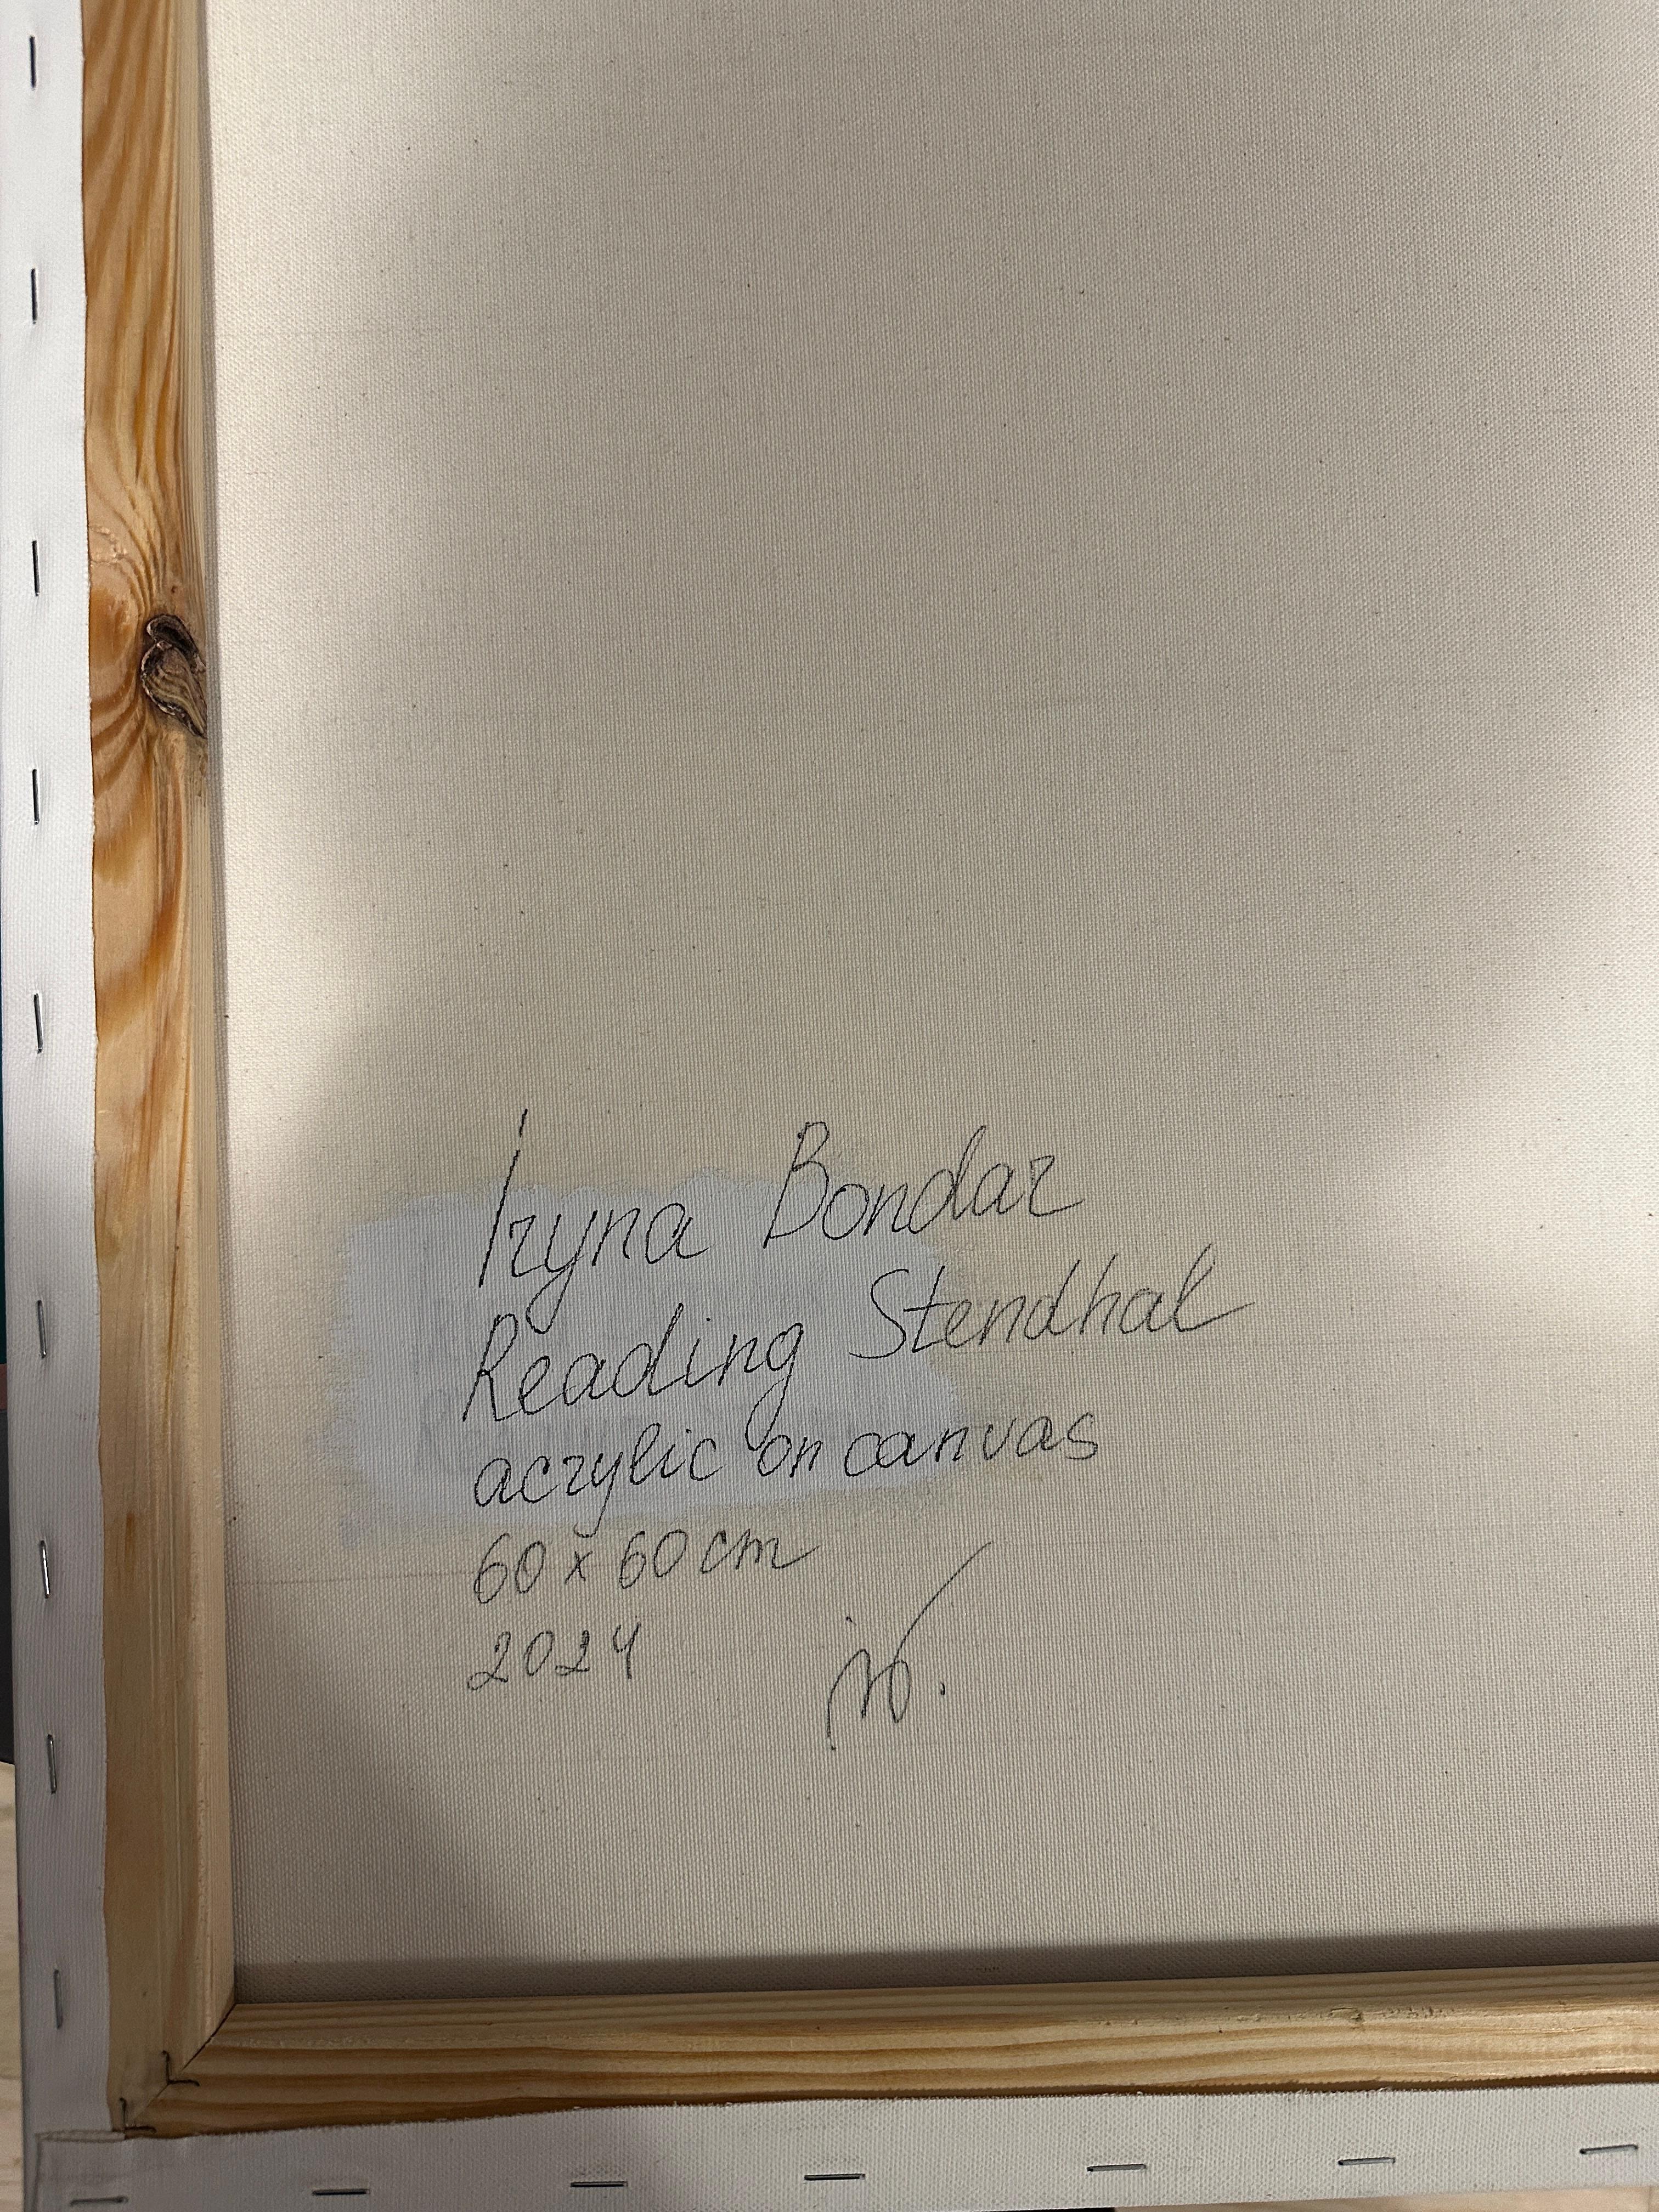 Iryna Bondar
Reading Stendhal
acrylic on canvas
60 x 60 cm
2024